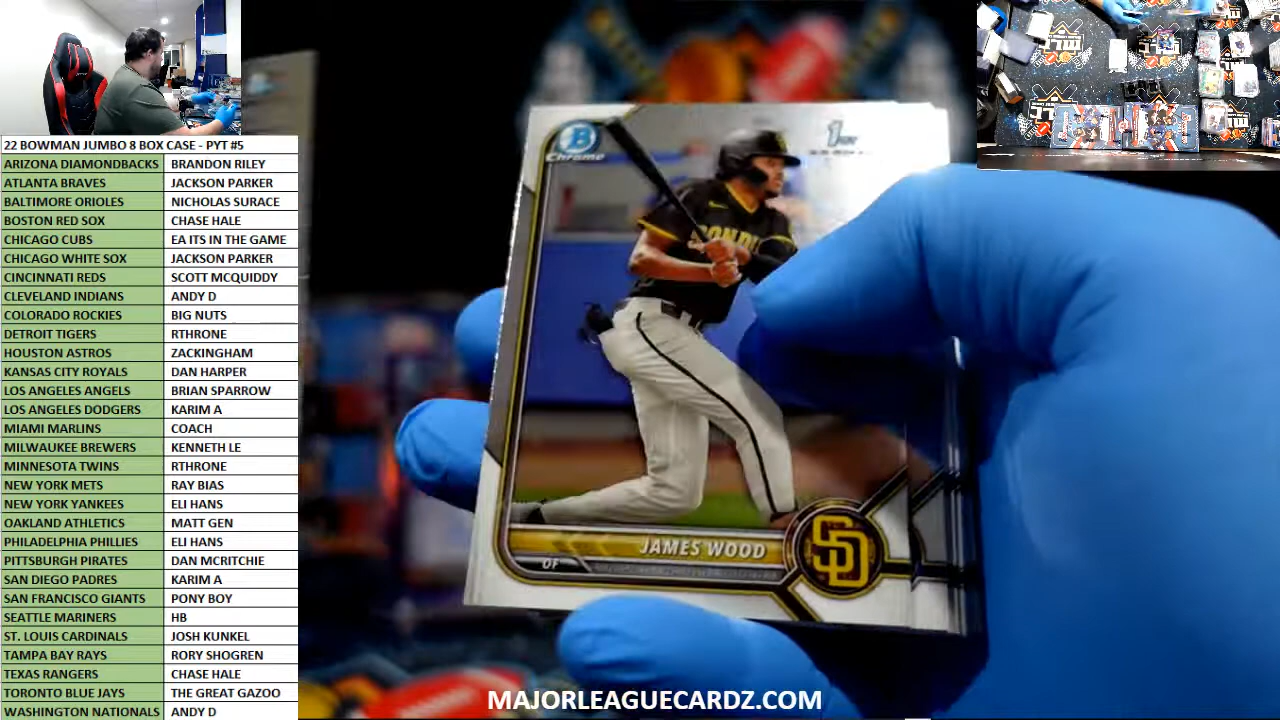 22 BOWMAN JUMBO 8 BOX CASE - PYT #5
ARIZONA DIAMONDBACKS BRANDON RILEY
ATLANTA BRAVES JACKSON PARKER
BALTIMORE ORIOLES NICHOLAS SURACE
BOSTON RED SOX CHASE HALE
CHICAGO CUBS EA ITS IN THE GAME
CHICAGO WHITE SOX JACKSON PARKER
CINCINNATI REDS SCOTT MCQUIDDY
CLEVELAND INDIANS ANDY D
COLORADO ROCKIES BIG NUTS
DETROIT TIGERS RTHRONE
HOUSTON ASTROS ZACKINGHAM
KANSAS CITY ROYALS DAN HARPER
LOS ANGELES ANGELS BRIAN SPARROW
LOS ANGELES DODGERS KARIM A
MIAMI MARLINS COACH
MILWAUKEE BREWERS KENNETH LE
MINNESOTA TWINS RTHRONE
NEW YORK METS RAY BIAS
NEW YORK YANKEES ELI HANS
OAKLAND ATHLETICS MATT GEN
PHILADELPHIA PHILLIES ELI HANS
PITTSBURGH PIRATES DAN MCRITCHIE
SAN DIEGO PADRES KARIM A
SAN FRANCISCO GIANTS PONY BOY
SEATTLE MARINERS HB
ST. LOUIS CARDINALS JOSH KUNKEL
TAMPA BAY RAYS RORY SHOGREN
TEXAS RANGERS CHASE HALE
TORONTO BLUE JAYS THE GREAT GAZOO
WASHINGTON NATIONALS ANDY D
B
Chrome
1st
JAMES WOOD
OF
SD
MAJORLEAGUECARDZ.COM